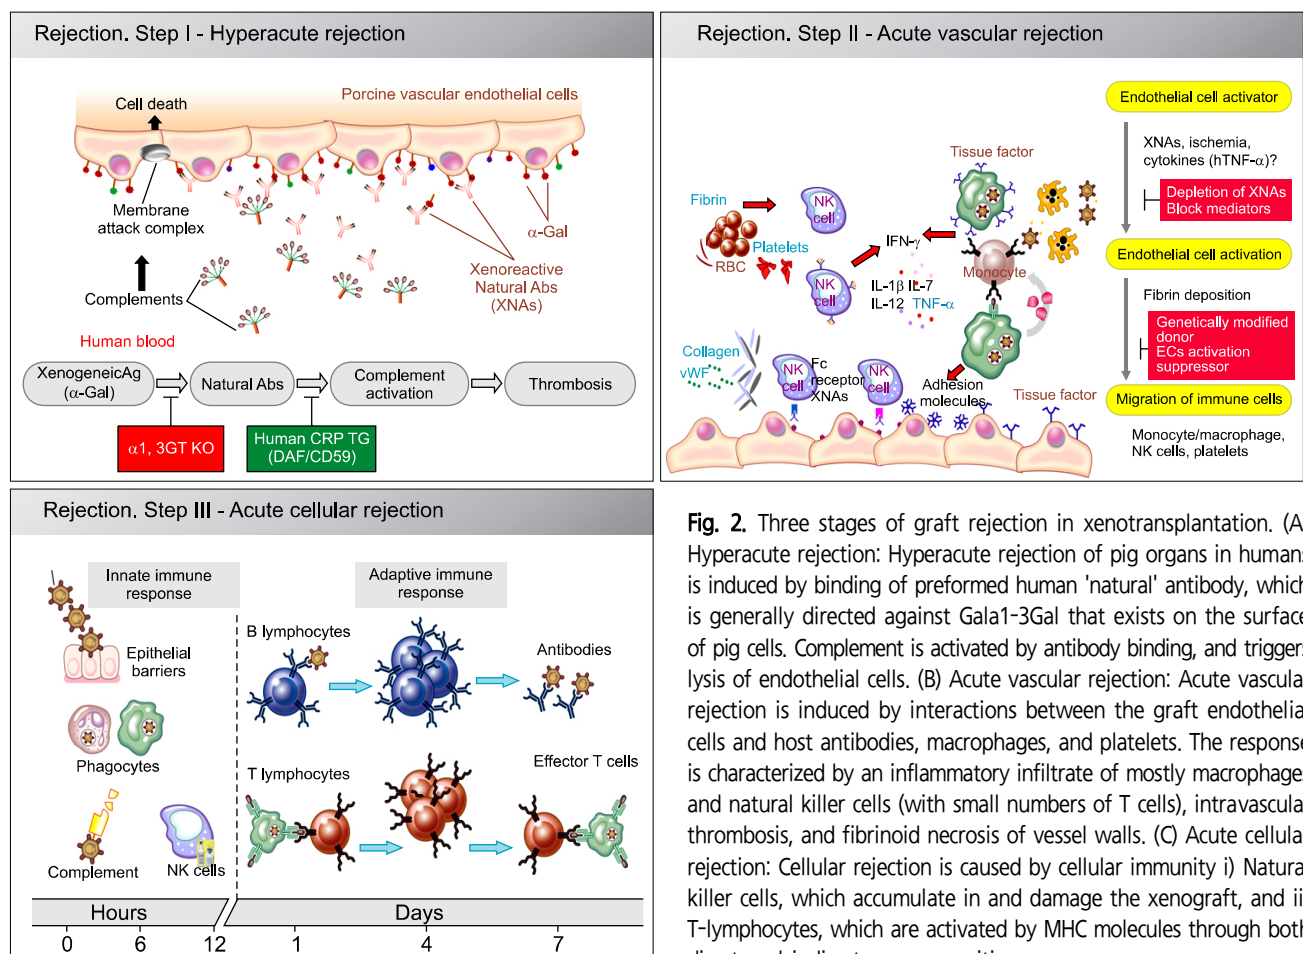 Rejection. Step I - Hyperacute rejection
Cell death
Porcine vascular endothelial cells
Membrane
attack complex
α-Gal
Xenoreactive
Natural Abs
(XNAs)
Complements
Human blood
XenogeneicAg
(α-Gal)
Natural Abs
Complement
activation
Thrombosis
α1, 3GT KO
Human CRP TG
(DAF/CD59)
Rejection. Step II - Acute vascular rejection
Endothelial cell activator
XNAs, ischemia,
cytokines (hTNF-α)?
Depletion of XNAs
Block mediators
Endothelial cell activation
Fibrin deposition
Genetically modified
donor
ECs activation
suppressor
Migration of immune cells
Monocyte/macrophage,
NK cells, platelets
Tissue factor
Fibrin
NK
cell
RBC
Platelets
IFN-γ
Monocyte
NK
cell
IL-1β IL-7
IL-12 TNF-α
Collagen
vWF
NK
cell
Fc
receptor
XNAs
NK
cell
Adhesion
molecules
Tissue factor
Rejection. Step III - Acute cellular rejection
Innate immune
response
Adaptive immune
response
Epithelial
barriers
B lymphocytes
Antibodies
Phagocytes
T lymphocytes
Effector T cells
Complement
NK cells
Hours
Days
0 6 12 1 4 7
Fig. 2. Three stages of graft rejection in xenotransplantation. (A
Hyperacute rejection: Hyperacute rejection of pig organs in human
is induced by binding of preformed human 'natural' antibody, which
is generally directed against Gala1-3Gal that exists on the surface
of pig cells. Complement is activated by antibody binding, and trigger
lysis of endothelial cells. (B) Acute vascular rejection: Acute vascula
rejection is induced by interactions between the graft endothelia
cells and host antibodies, macrophages, and platelets. The response
is characterized by an inflammatory infiltrate of mostly macrophage
and natural killer cells (with small numbers of T cells), intravascula
thrombosis, and fibrinoid necrosis of vessel walls. (C) Acute cellula
rejection: Cellular rejection is caused by cellular immunity i) Natura
killer cells, which accumulate in and damage the xenograft, and ii
T-lymphocytes, which are activated by MHC molecules through both